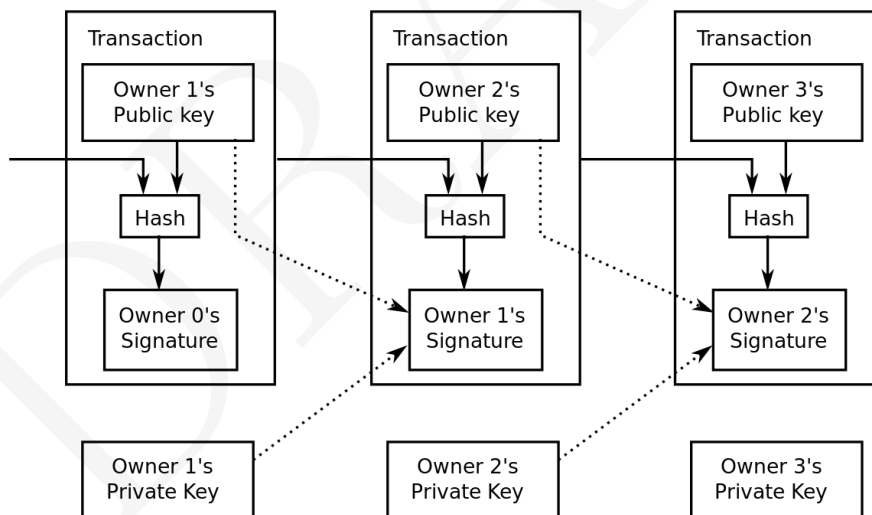 Transaction
Owner 1's
Public key
Hash
Owner 0's
Signature
Transaction
Owner 2's
Public key
Hash
Owner 1's
Signature
Transaction
Owner 3's
Public key
Hash
Owner 2's
Signature
Owner 1's
Private Key
Owner 2's
Private Key
Owner 3's
Private Key